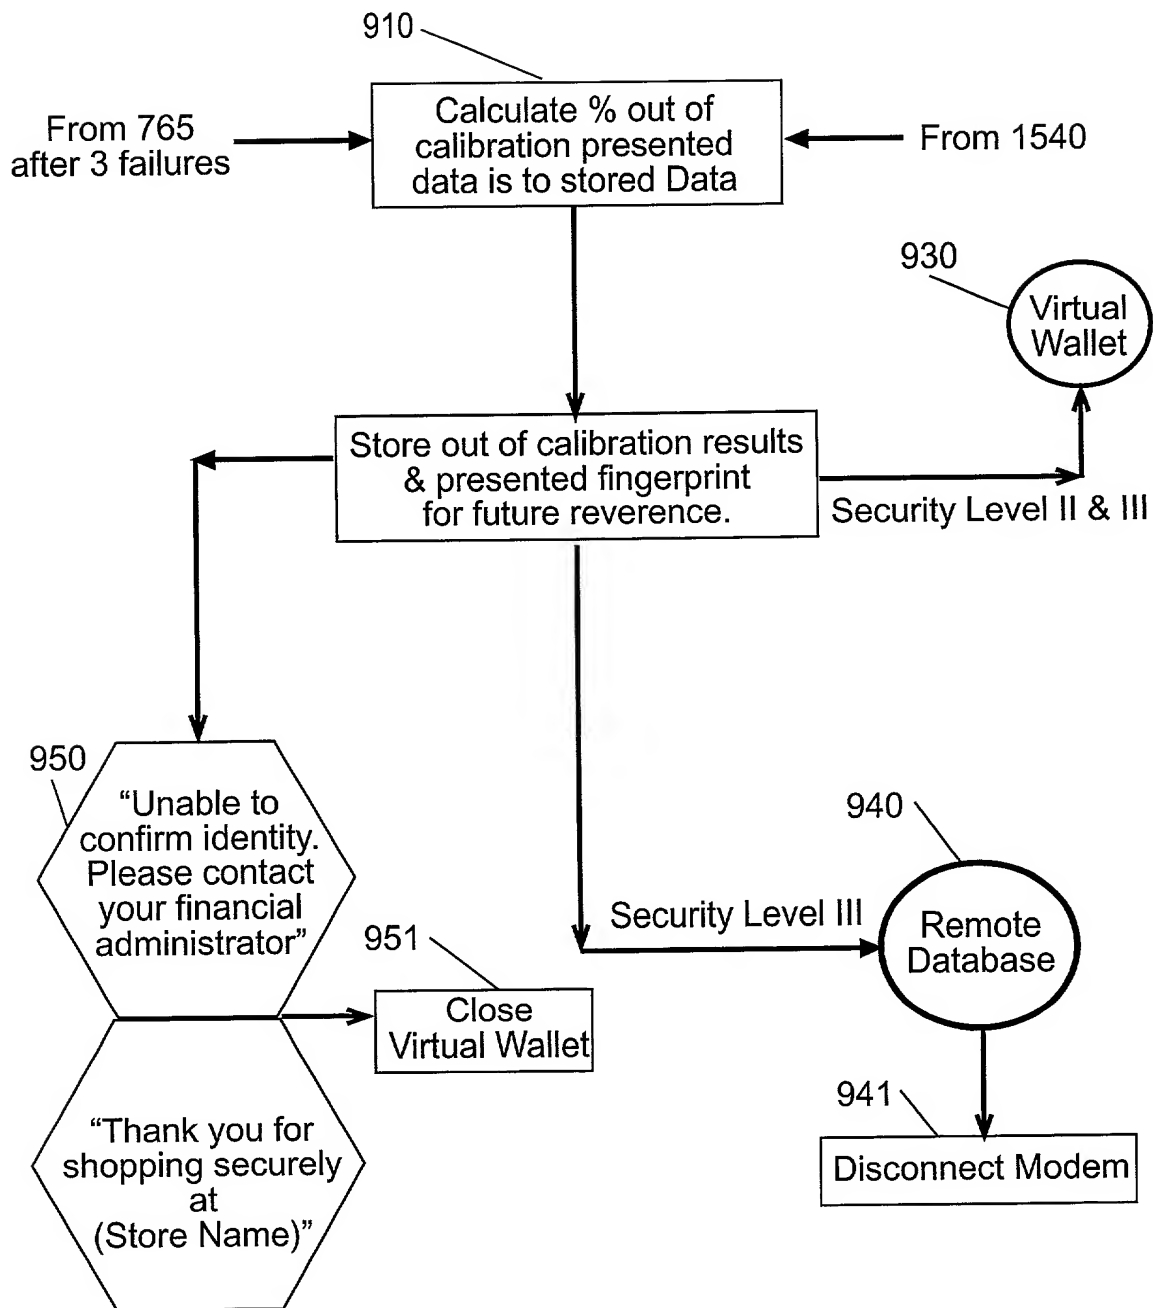 910
Calculate % out of
calibration presented
data is to stored Data
From 765
after 3 failures
From 1540
930
Virtual
Wallet
Store out of calibration results
& presented fingerprint
for future reverence.
Security Level II & III
950
“Unable to
confirm identity.
Please contact
your financial
administrator”
940
Security Level III
Remote
Database
951
Close
Virtual Wallet
941
Disconnect Modem
“Thank you for
shopping securely
at
(Store Name)”